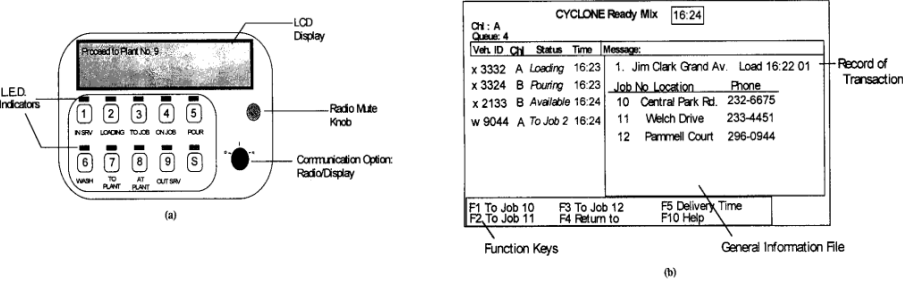 LCD
Display
Proceed to Plant No. 9
L.E.D.
Indicators
1 2 3 4 5
IN SRV LOADING TO JOB ON JOB POUR
Radio Mute
Knob
6 7 8 9 S
WASH TO PLANT AT PLANT OUT SRV
Communication Option:
Radio/Display
(a)
CYCLONE Ready Mix 16:24
Chl : A
Queue: 4
Veh. ID Chl Status Time Message:
x 3332 A Loading 16:23 1. Jim Clark Grand Av. Load 16:22 01
x 3324 B Pouring 16:23 Job No. Location Phone
x 2133 B Available 16:24 10 Central Park Rd. 232-6675
w 9044 A To Job 2 16:24 11 Welch Drive 233-4451
12 Pammell Court 296-0944
Record of
Transaction
F1 To Job 10 F3 To Job 12 F5 Delivery Time
F2 To Job 11 F4 Return to F10 Help
Function Keys
General Information File
(b)